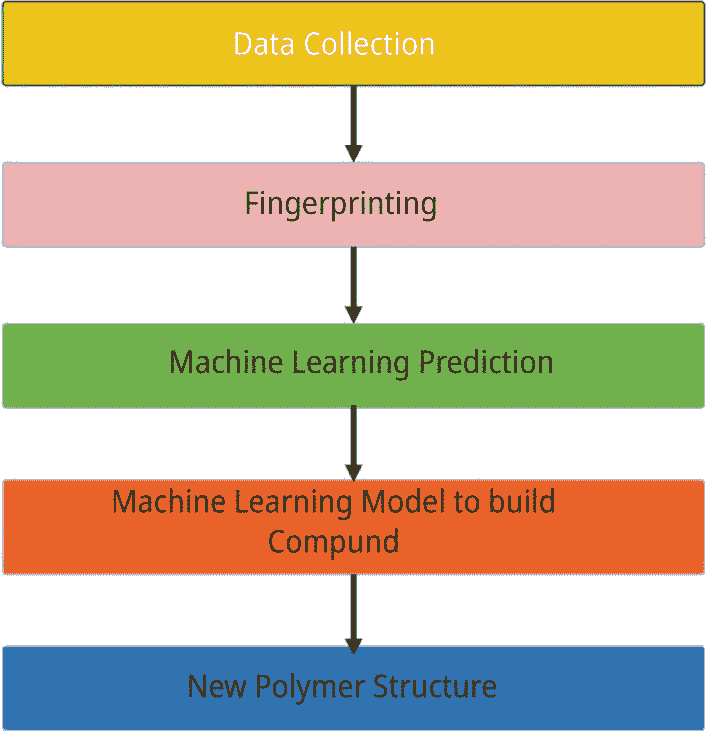 Data Collection
Fingerprinting
Machine Learning Prediction
Machine Learning Model to build
Compund
New Polymer Structure